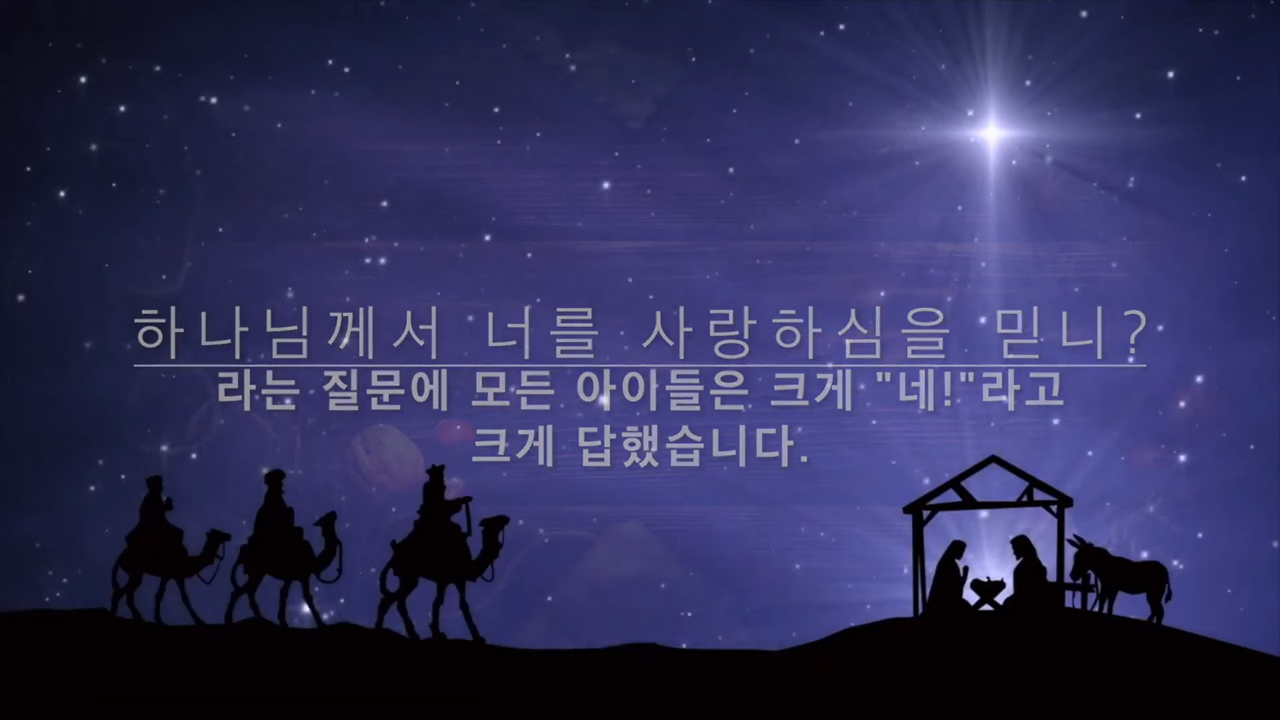 하나님께서 너를 사랑하심을 믿니?
라는 질문에 모든 아이들은 크게 "네!"라고
크게 답했습니다.